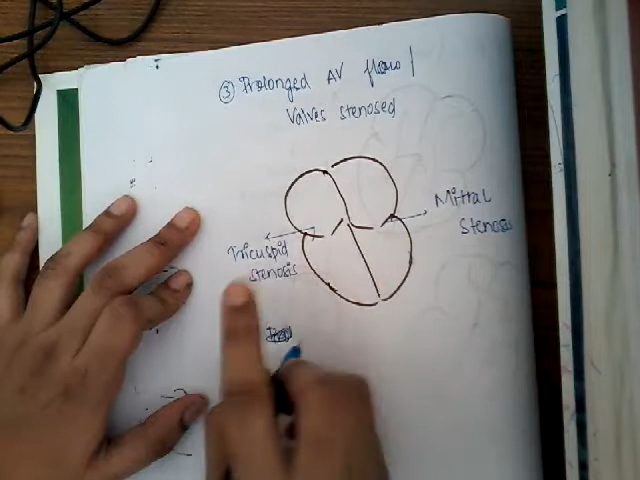 ③ Prolonged AV flow /
Valves stenosed
Mitral
stenosis
Tricuspid
stenosis